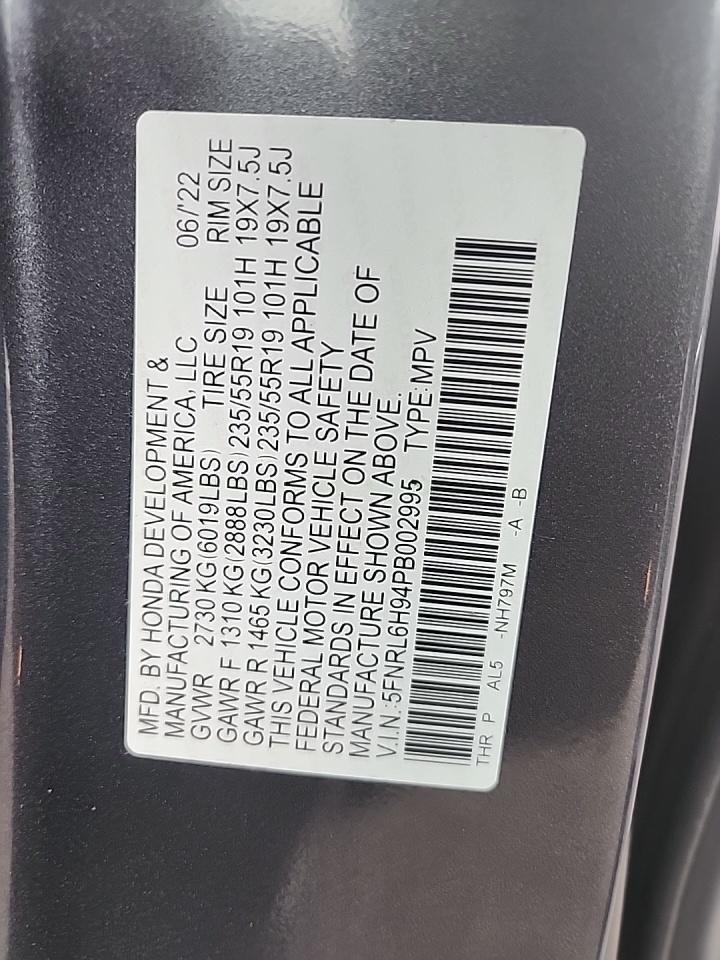 MFD. BY HONDA DEVELOPMENT &
MANUFACTURING OF AMERICA, LLC 06/'22
GVWR 2730 KG(6019LBS) TIRE SIZE RIM SIZE
GAWR F 1310 KG(2888LBS)235/55R19 101H 19X7.5J
GAWR R 1465 KG(3230LBS)235/55R19 101H 19X7.5J
THIS VEHICLE CONFORMS TO ALL APPLICABLE
FEDERAL MOTOR VEHICLE SAFETY
STANDARDS IN EFFECT ON THE DATE OF
MANUFACTURE SHOWN ABOVE.
V.I.N.:5FNRL6H94PB002995 TYPE:MPV
THR P AL5 -NH797M -A -B